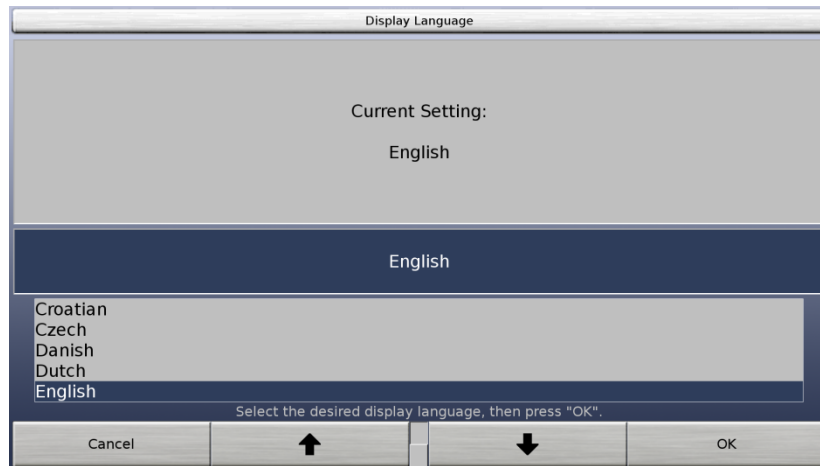 Display Language
Current Setting:
English
English
Croatian
Czech
Danish
Dutch
English
Select the desired display language, then press "OK".
Cancel
OK